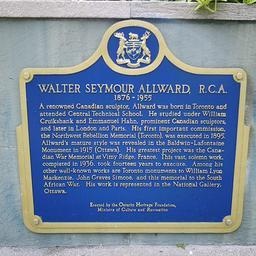 WALTER SEYMOUR ALLWARD, R.C.A.
1876 - 1955
A renowned Canadian sculptor, Allward was born in Toronto and
attended Central Technical School. He studied under William
Cruikshank and Emmanuel Hahn, prominent Canadian sculptors,
and later in London and Paris. His first important commission,
the Northwest Rebellion Memorial (Toronto), was executed in 1895.
Allward's mature style was revealed in the Baldwin-Lafontaine
Monument in 1915 (Ottawa). His greatest project was the Cana-
dian War Memorial at Vimy Ridge, France. This vast, solemn work,
completed in 1936, took fourteen years to execute. Among his
other well-known works are Toronto monuments to William Lyon
Mackenzie, John Graves Simcoe, and this memorial to the South
African War. His work is represented in the National Gallery,
Ottawa.
Erected by the Ontario Heritage Foundation,
Ministry of Culture and Recreation